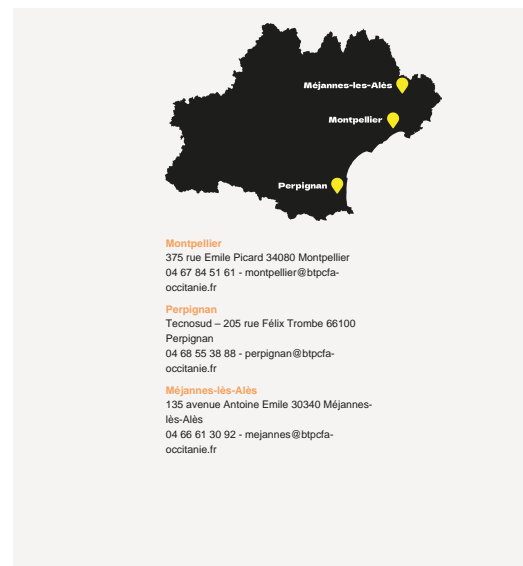 Méjannes-les-Alès
Montpellier
Perpignan
Montpellier
375 rue Emile Picard 34080 Montpellier
04 67 84 51 61 - montpellier@btpcfa-
occitanie.fr
Perpignan
Tecnosud – 205 rue Félix Trombe 66100
Perpignan
04 68 55 38 88 - perpignan@btpcfa-
occitanie.fr
Méjannes-lès-Alès
135 avenue Antoine Emile 30340 Méjannes-
lès-Alès
04 66 61 30 92 - mejannes@btpcfa-
occitanie.fr